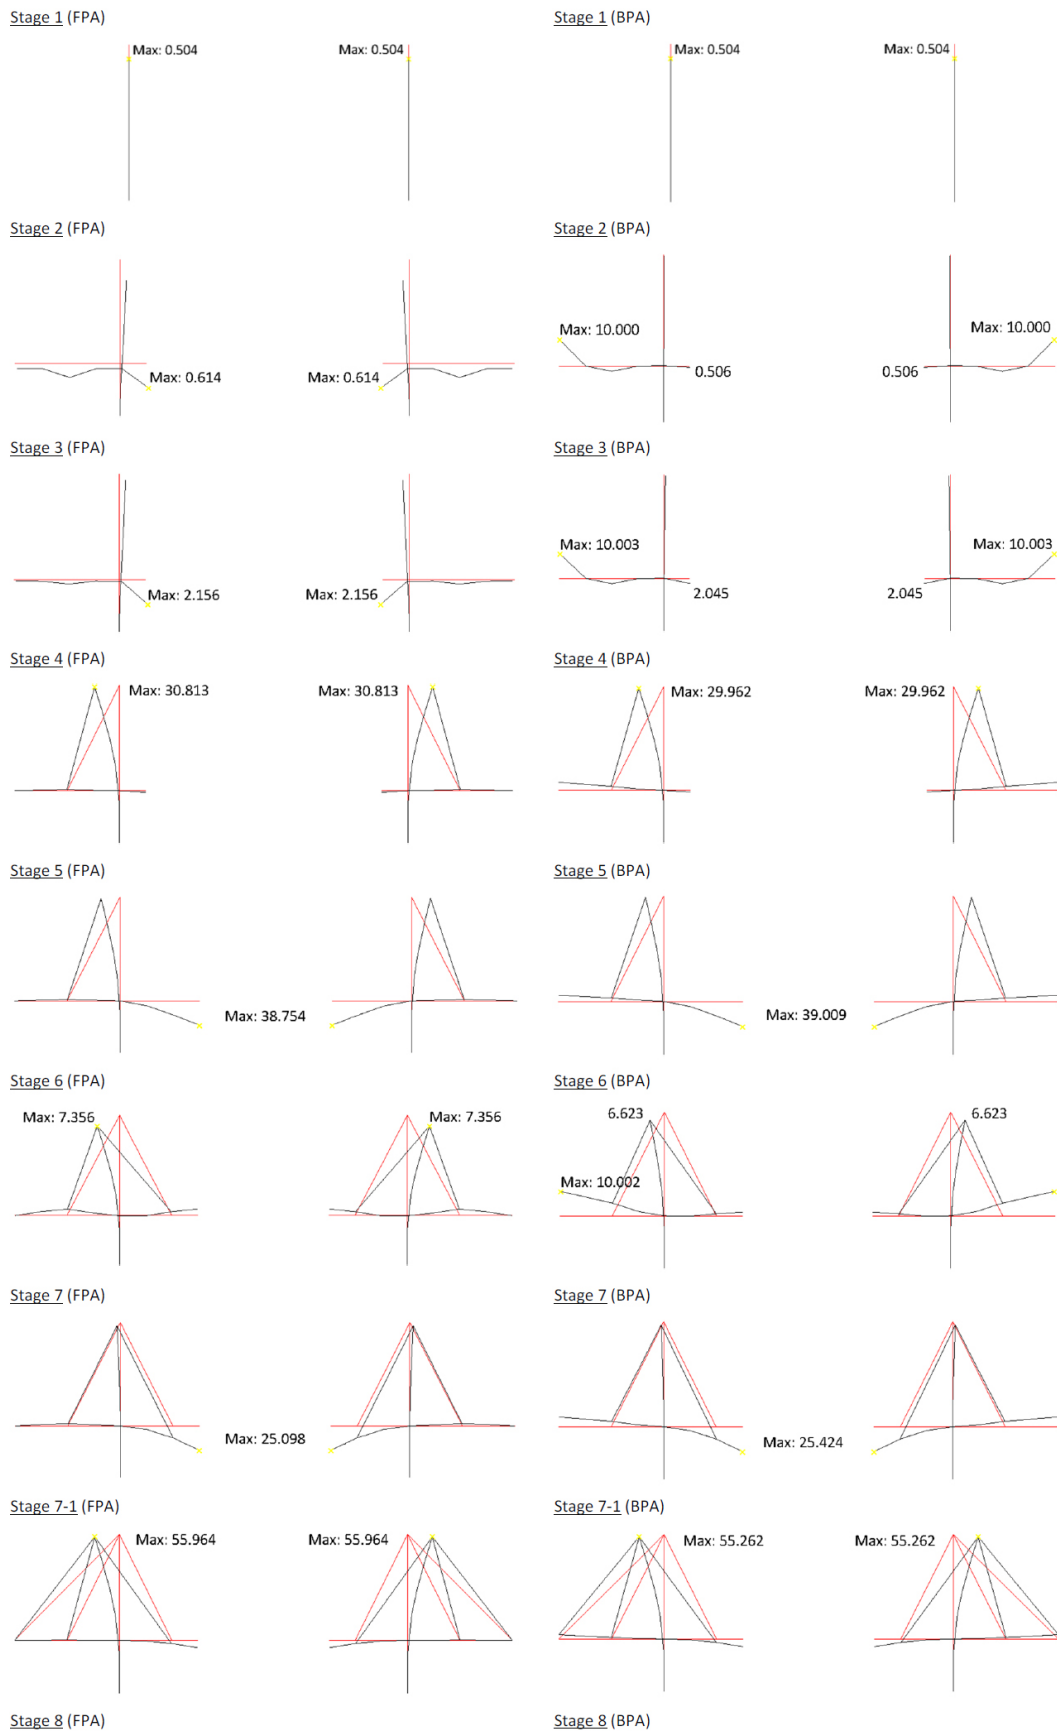 Stage 1 (FPA) Stage 1 (BPA)
Max: 0.504 Max: 0.504 Max: 0.504 Max: 0.504
Stage 2 (FPA) Stage 2 (BPA)
Max: 10.000 Max: 10.000
Max: 0.614 Max: 0.614 0.506 0.506
Stage 3 (FPA) Stage 3 (BPA)
Max: 10.003 Max: 10.003
Max: 2.156 Max: 2.156 2.045 2.045
Stage 4 (FPA) Stage 4 (BPA)
Max: 30.813 Max: 30.813 Max: 29.962 Max: 29.962
Stage 5 (FPA) Stage 5 (BPA)
Max: 38.754 Max: 39.009
Stage 6 (FPA) Stage 6 (BPA)
Max: 7.356 Max: 7.356 6.623 6.623
Max: 10.002
Stage 7 (FPA) Stage 7 (BPA)
Max: 25.098 Max: 25.424
Stage 7-1 (FPA) Stage 7-1 (BPA)
Max: 55.964 Max: 55.964 Max: 55.262 Max: 55.262
Stage 8 (FPA) Stage 8 (BPA)